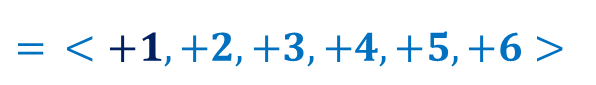 = < +1, +2, +3, +4, +5, +6 >